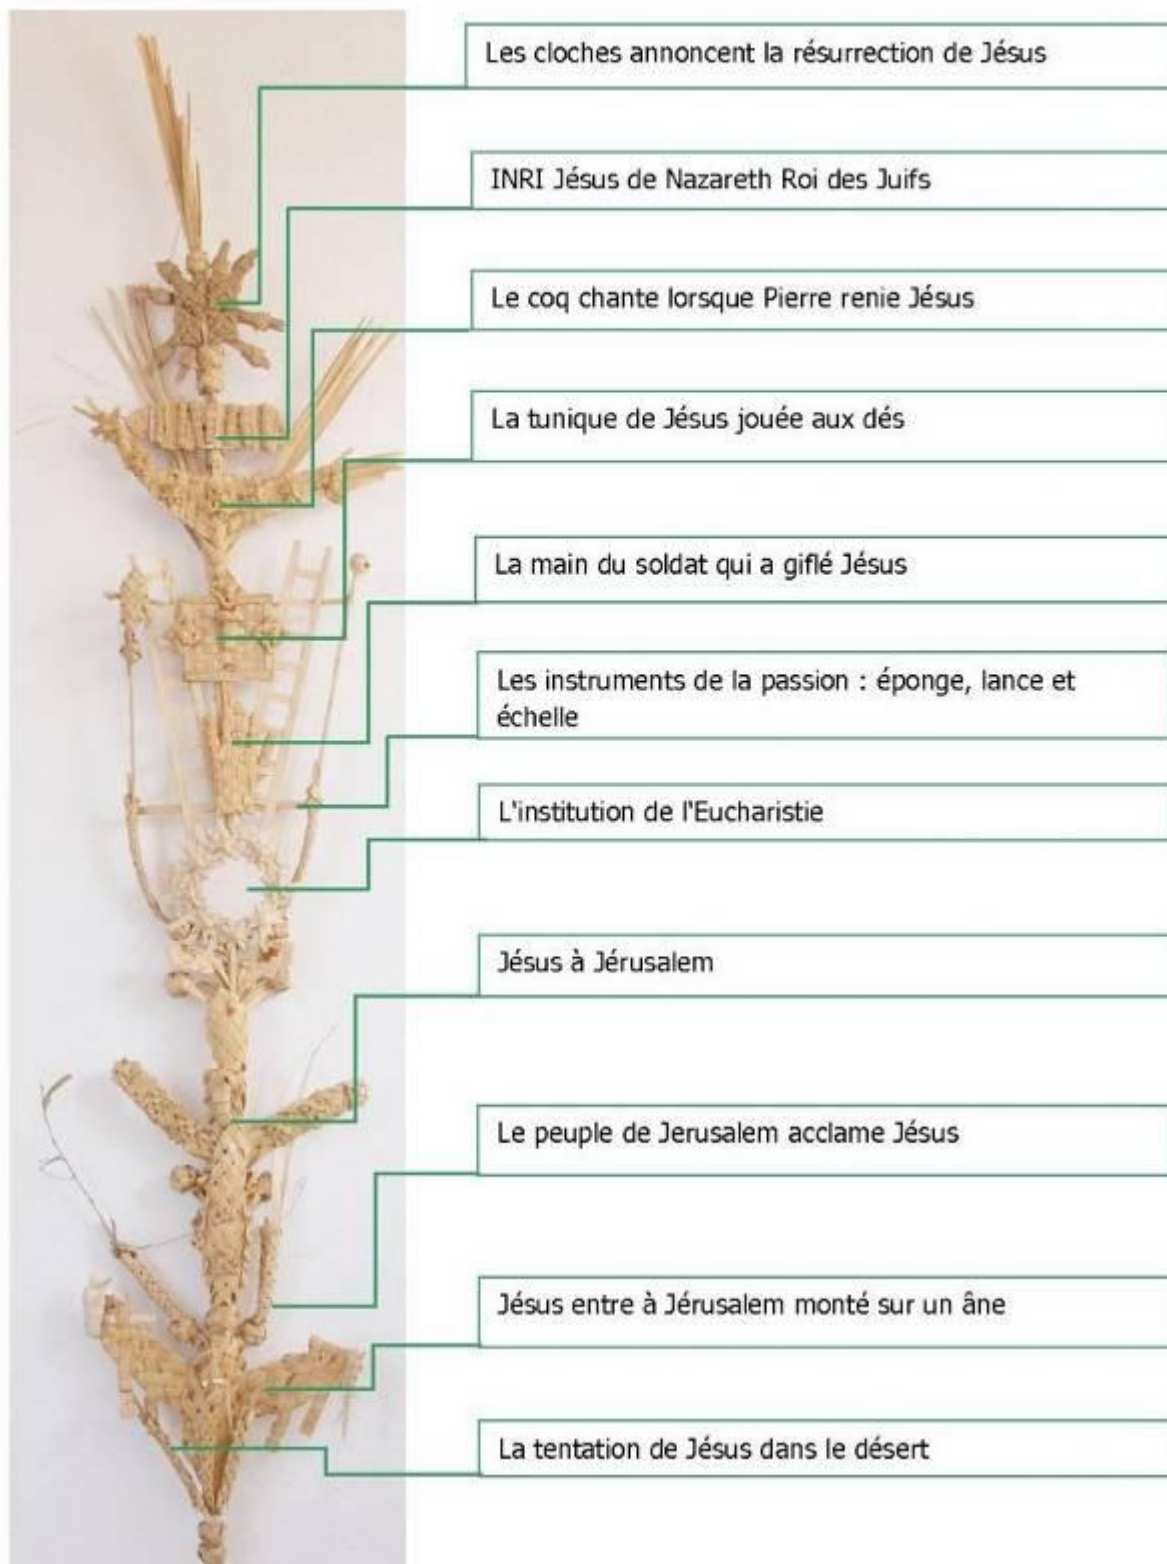 Les cloches annoncent la résurrection de Jésus
INRI Jésus de Nazareth Roi des Juifs
Le coq chante lorsque Pierre renie Jésus
La tunique de Jésus jouée aux dés
La main du soldat qui a giflé Jésus
Les instruments de la passion : éponge, lance et
échelle
L'institution de l'Eucharistie
Jésus à Jérusalem
Le peuple de Jerusalem acclame Jésus
Jésus entre à Jérusalem monté sur un âne
La tentation de Jésus dans le désert